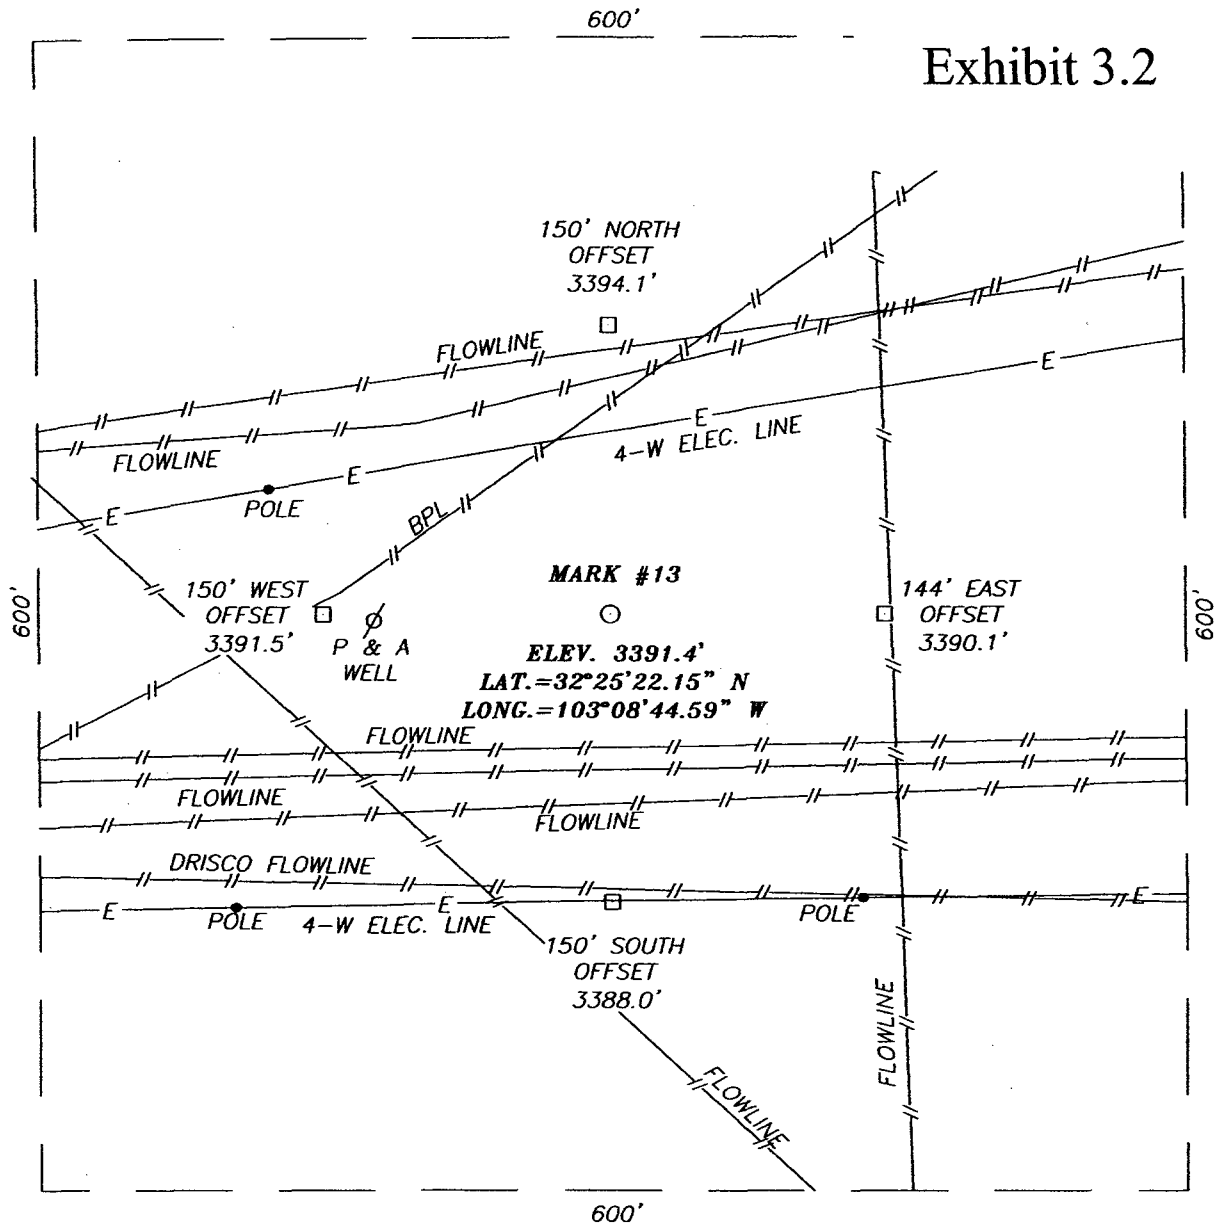 600'
Exhibit 3.2
150' NORTH
OFFSET
3394.1'
FLOWLINE
E
E
4-W ELEC. LINE
FLOWLINE
E
POLE
E
BPL
MARK #13
150' WEST
OFFSET
3391.5'
P & A
WELL
144' EAST
OFFSET
3390.1'
600'
600'
ELEV. 3391.4'
LAT.=32°25'22.15" N
LONG.=103°08'44.59" W
FLOWLINE
FLOWLINE
FLOWLINE
DRISCO FLOWLINE
E
POLE
E
4-W ELEC. LINE
POLE
E
150' SOUTH
OFFSET
3388.0'
FLOWLINE
FLOWLINE
600'